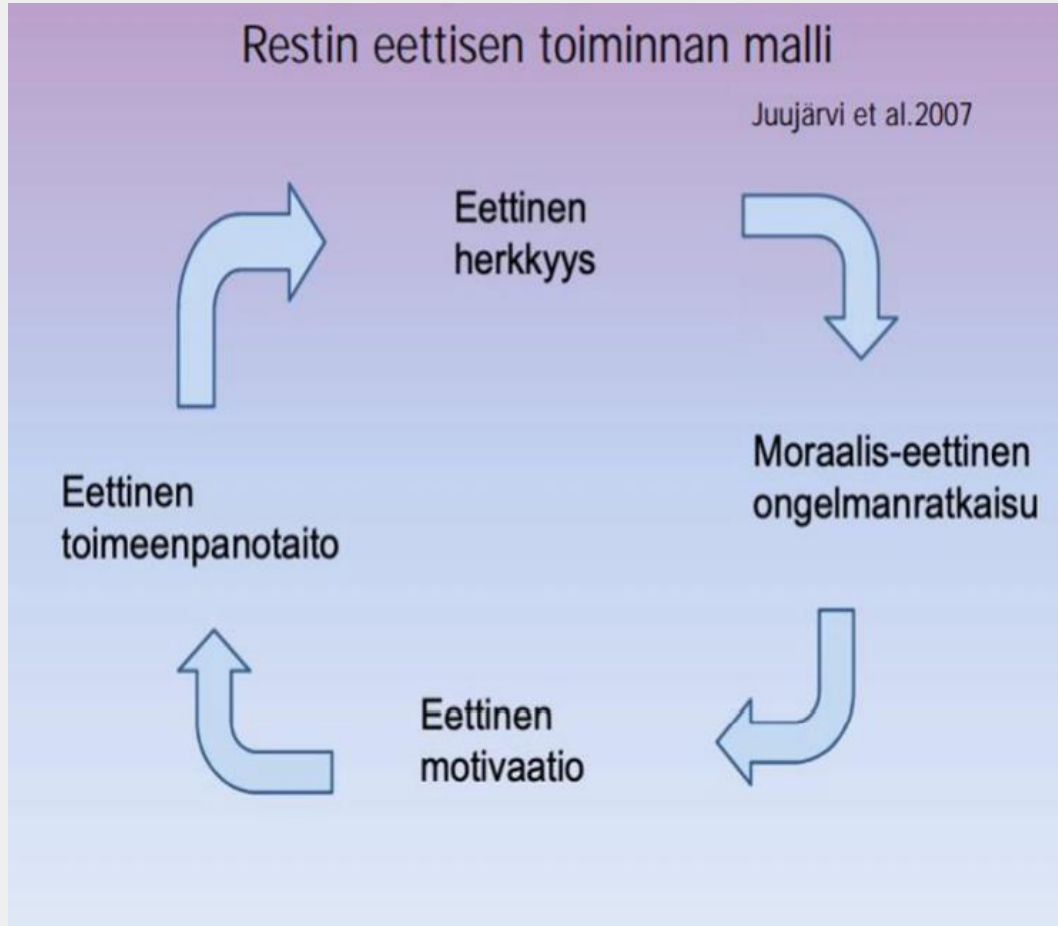 Restin eettisen toiminnan malli
Juujärvi et al.2007
Eettinen
herkkyys
Moraalis-eettinen
ongelmanratkaisu
Eettinen
motivaatio
Eettinen
toimeenpanotaito